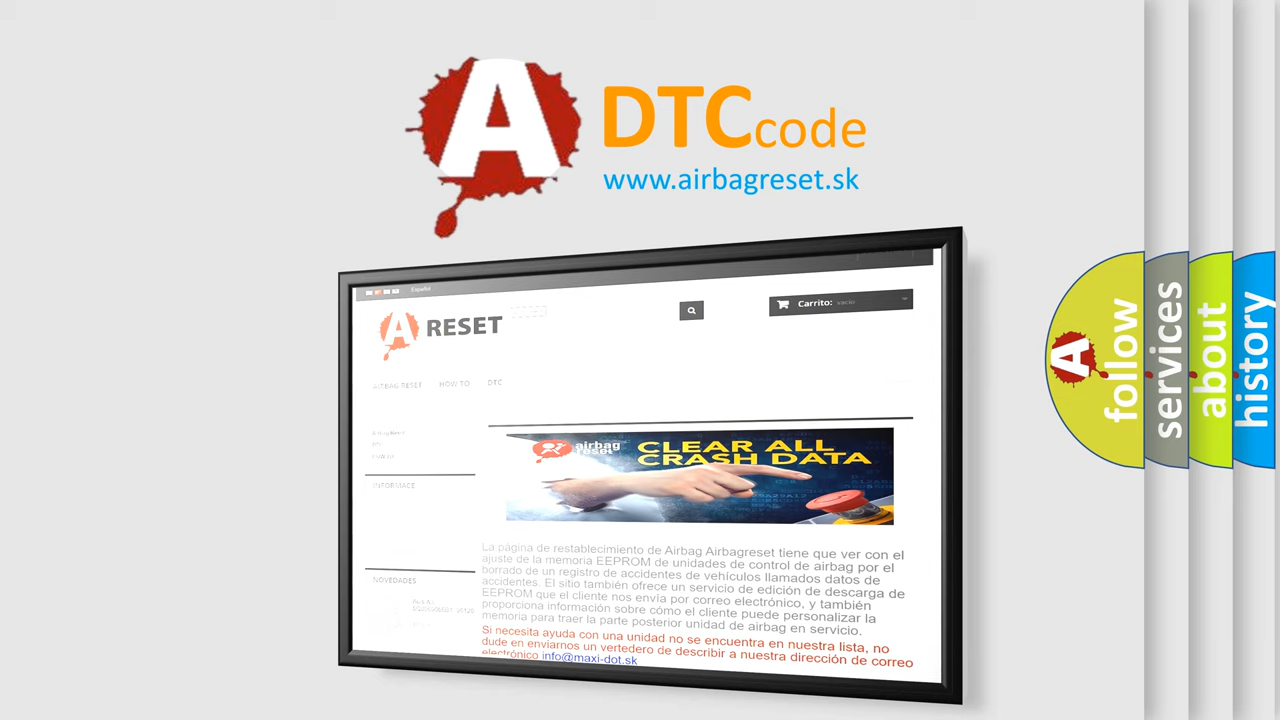 A DTCcode
www.airbagreset.sk
Español
A RESET
Carrito: vacío
AIRBAG RESET HOW TO DTC
Airbag Reset
DTC
INFORMACE
airbag
reset
CLEAR ALL
CRASH DATA
La página de restablecimiento de Airbag Airbagreset tiene que ver con el
ajuste de la memoria EEPROM de unidades de control de airbag por el
borrado de un registro de accidentes de vehículos llamados datos de
accidentes. El sitio también ofrece un servicio de edición de descarga de
EEPROM que el cliente nos envía por correo electrónico, y también
proporciona información sobre cómo el cliente puede personalizar la
memoria para traer la parte posterior unidad de airbag en servicio.
Si necesita ayuda con una unidad no se encuentra en nuestra lista, no
dude en enviarnos un vertedero de describir a nuestra dirección de correo
electrónico info@maxi-dot.sk
NOVEDADES
A
follow
services
about
history